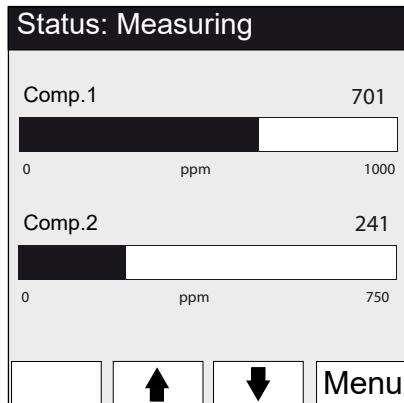 Status: Measuring
Comp.1 701
0 ppm 1000
Comp.2 241
0 ppm 750
Menu